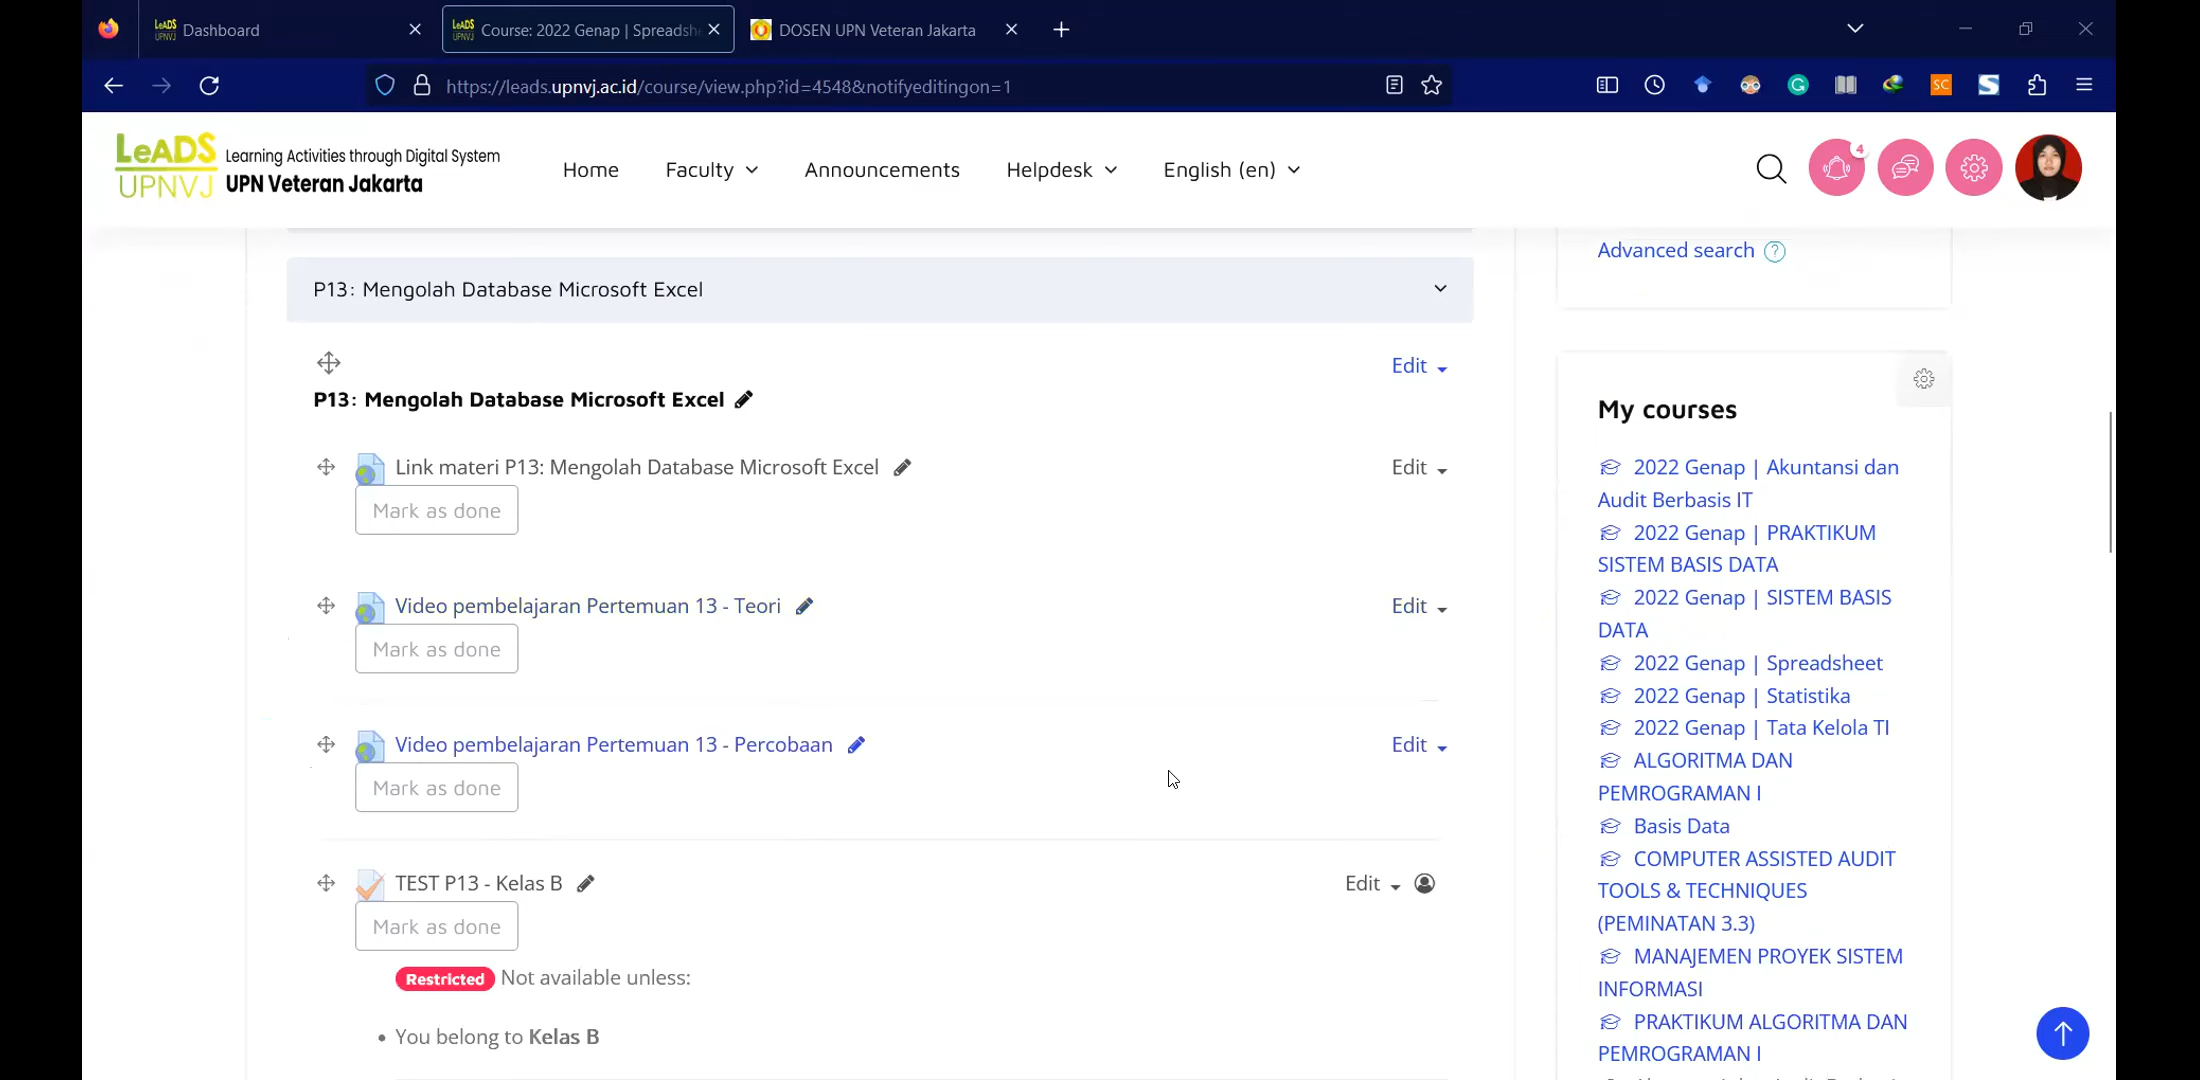 LeADS UPNVJ Dashboard
LeADS UPNVJ Course: 2022 Genap | Spreadsh
DOSEN UPN Veteran Jakarta
https://leads.upnvj.ac.id/course/view.php?id=4548&notifyeditingon=1
SC
LeADS
UPNVJ
Learning Activities through Digital System
UPN Veteran Jakarta
Home
Faculty
Announcements
Helpdesk
English (en)
4
Advanced search ?
P13: Mengolah Database Microsoft Excel
Edit
P13: Mengolah Database Microsoft Excel
Link materi P13: Mengolah Database Microsoft Excel
Edit
Mark as done
Video pembelajaran Pertemuan 13 - Teori
Edit
Mark as done
Video pembelajaran Pertemuan 13 - Percobaan
Edit
Mark as done
TEST P13 - Kelas B
Edit
Mark as done
Restricted Not available unless:
• You belong to Kelas B
My courses
2022 Genap | Akuntansi dan
Audit Berbasis IT
2022 Genap | PRAKTIKUM
SISTEM BASIS DATA
2022 Genap | SISTEM BASIS
DATA
2022 Genap | Spreadsheet
2022 Genap | Statistika
2022 Genap | Tata Kelola TI
ALGORITMA DAN
PEMROGRAMAN I
Basis Data
COMPUTER ASSISTED AUDIT
TOOLS & TECHNIQUES
(PEMINATAN 3.3)
MANAJEMEN PROYEK SISTEM
INFORMASI
PRAKTIKUM ALGORITMA DAN
PEMROGRAMAN I